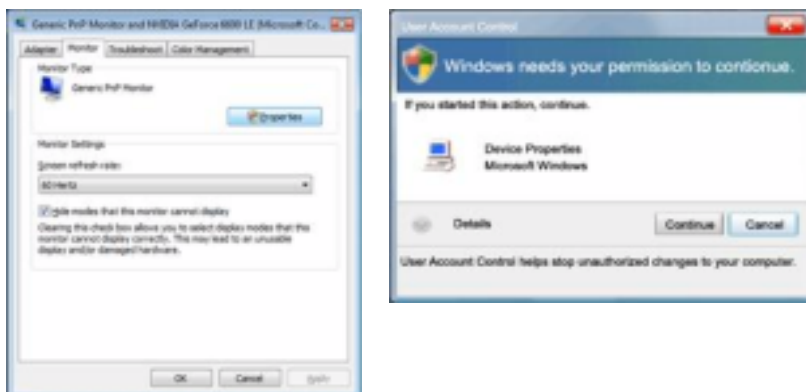 Generic PnP Monitor and NVIDIA GeForce 6800 LE (Microsoft Co...
Adapter Monitor Troubleshoot Color Management
Monitor Type
Generic PnP Monitor
Properties
Monitor Settings
Screen refresh rate:
60 Hertz
Hide modes that this monitor cannot display
Clearing this check box allows you to select display modes that this
monitor cannot display correctly. This may lead to an unusable
display and/or damaged hardware.
OK Cancel Apply
User Account Control
Windows needs your permission to contionue.
If you started this action, continue.
Device Properties
Microsoft Windows
Details Continue Cancel
User Account Control helps stop unauthorized changes to your computer.